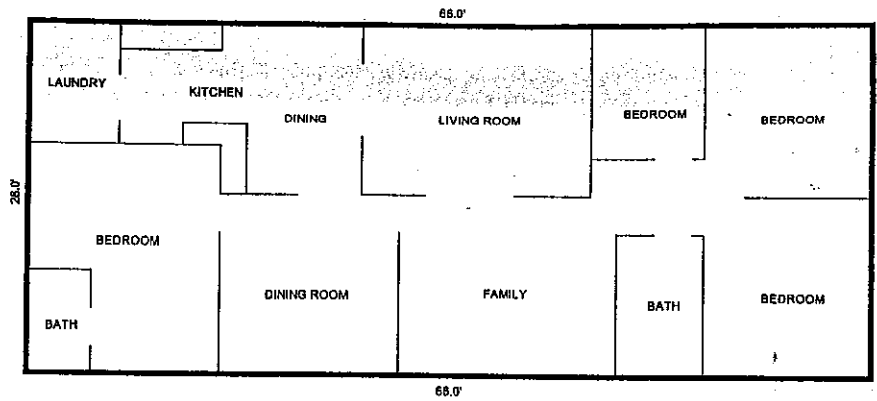 66.0'
LAUNDRY
KITCHEN
DINING
LIVING ROOM
BEDROOM
BEDROOM
28.0'
BEDROOM
DINING ROOM
FAMILY
BATH
BEDROOM
BATH
66.0'